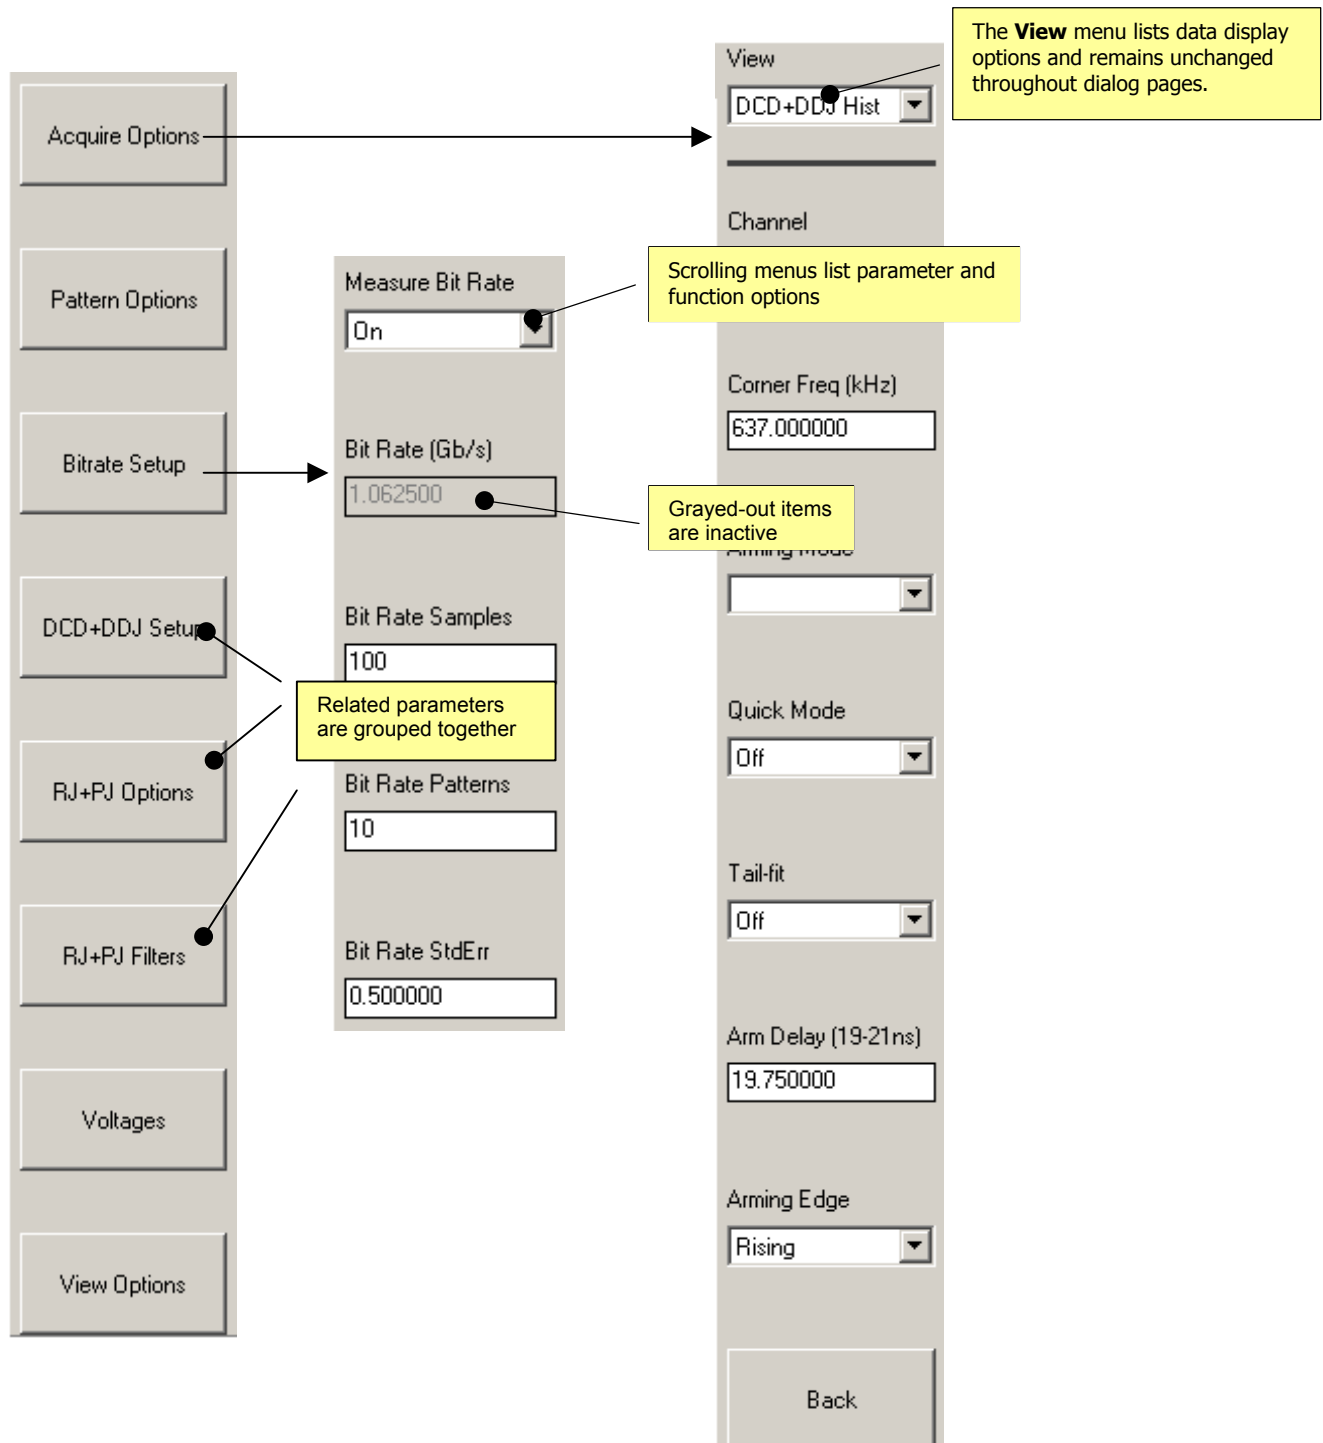 Acquire Options
Pattern Options
Bitrate Setup
DCD+DDJ Setup
RJ+PJ Options
RJ+PJ Filters
Voltages
View Options
Measure Bit Rate
On
Bit Rate (Gb/s)
1.062500
Bit Rate Samples
100
Related parameters
are grouped together
Bit Rate Patterns
10
Bit Rate StdErr
0.500000
View
DCD+DDJ Hist
The View menu lists data display
options and remains unchanged
throughout dialog pages.
Channel
Scrolling menus list parameter and
function options
Corner Freq (kHz)
637.000000
Grayed-out items
are inactive
Arming Mode
Quick Mode
Off
Tail-fit
Off
Arm Delay (19-21ns)
19.750000
Arming Edge
Rising
Back